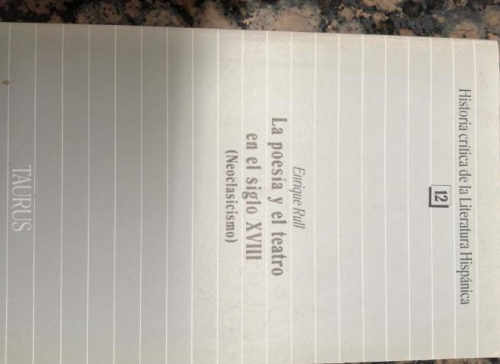 Historia crítica de la Literatura Hispánica
12
Enrique Rull
La poesía y el teatro
en el siglo XVIII
(Neoclasicismo)
TAURUS